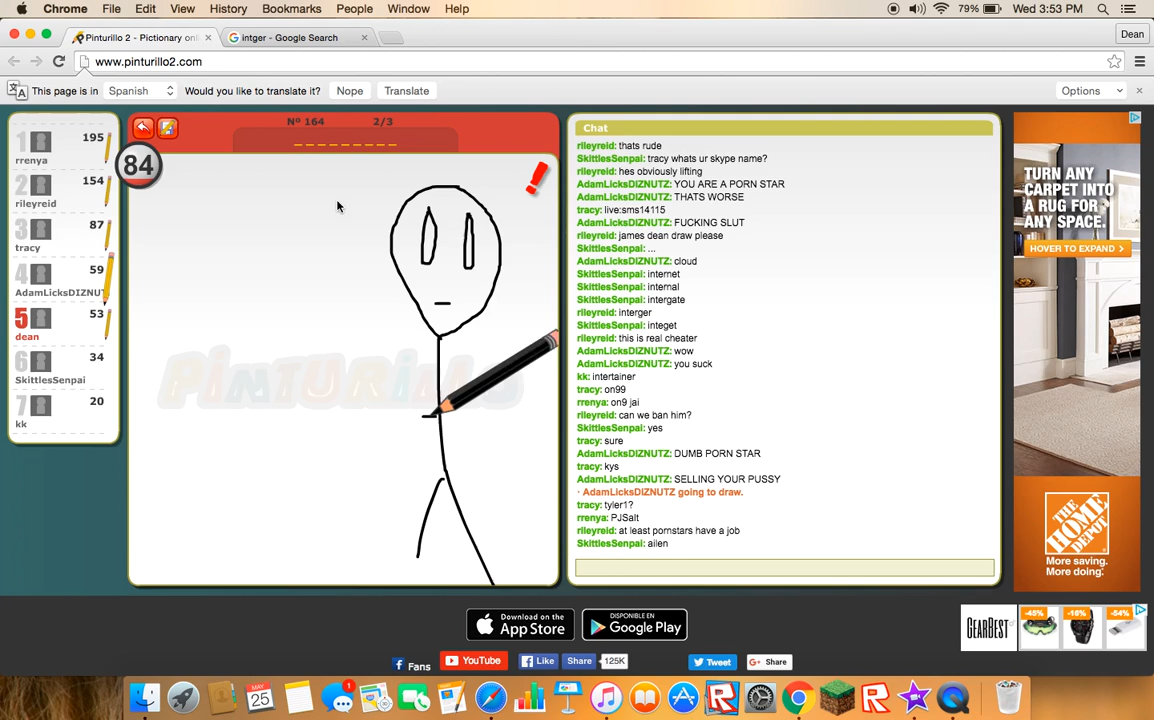 Chrome File Edit View History Bookmarks People Window Help 79% Wed 3:53 PM
Pinturillo 2 - Pictionary onl intger - Google Search Dean
www.pinturillo2.com
This page is in Spanish Would you like to translate it? Nope Translate Options
1 195
rrenya
2 154
rileyreid
3 87
tracy
4 59
AdamLicksDIZNUT
5 53
dean
6 34
SkittlesSenpai
7 20
kk
Nº 164 2/3
84
PINTURILLO
Chat
rileyreid: thats rude
SkittlesSenpai: tracy whats ur skype name?
rileyreid: hes obviously lifting
AdamLicksDIZNUTZ: YOU ARE A PORN STAR
AdamLicksDIZNUTZ: THATS WORSE
tracy: live:sms14115
AdamLicksDIZNUTZ: FUCKING SLUT
rileyreid: james dean draw please
SkittlesSenpai: ...
AdamLicksDIZNUTZ: cloud
SkittlesSenpai: internet
SkittlesSenpai: internal
SkittlesSenpai: intergate
rileyreid: interger
SkittlesSenpai: integet
rileyreid: this is real cheater
AdamLicksDIZNUTZ: wow
AdamLicksDIZNUTZ: you suck
kk: intertainer
tracy: on99
rrenya: on9 jai
rileyreid: can we ban him?
SkittlesSenpai: yes
tracy: sure
AdamLicksDIZNUTZ: DUMB PORN STAR
tracy: kys
AdamLicksDIZNUTZ: SELLING YOUR PUSSY
· AdamLicksDIZNUTZ going to draw.
tracy: tyler1?
rrenya: PJSalt
rileyreid: at least pornstars have a job
SkittlesSenpai: ailen
TURN ANY
CARPET INTO
A RUG FOR
ANY SPACE.
HOVER TO EXPAND
THE HOME DEPOT
More saving.
More doing.
Download on the
App Store
DISPONIBLE EN
Google Play
Fans YouTube Like Share 125K Tweet Share
GEARBEST -45% -16% -54%
1
MAY
25